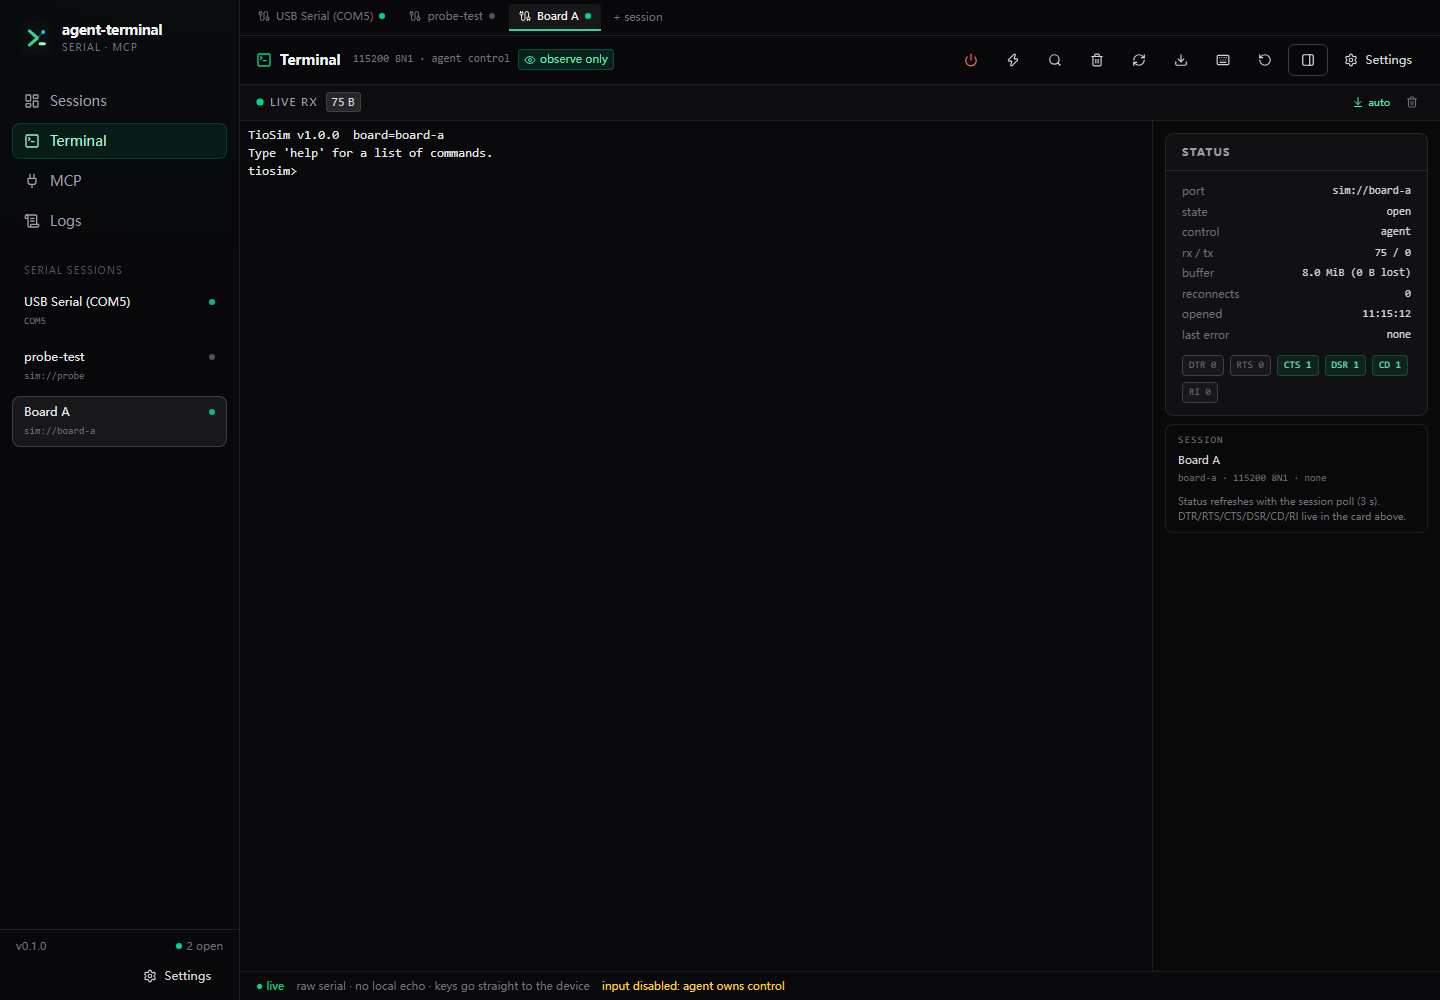 agent-terminal
SERIAL · MCP
Sessions
Terminal
MCP
Logs
SERIAL SESSIONS
USB Serial (COM5)
COM5
probe-test
sim://probe
Board A
sim://board-a
v0.1.0
2 open
Settings
USB Serial (COM5)
probe-test
Board A
+ session
Terminal
115200 8N1 · agent control
observe only
Settings
LIVE RX
75 B
auto
TioSim v1.0.0  board=board-a
Type 'help' for a list of commands.
tiosim>
STATUS
port sim://board-a
state open
control agent
rx / tx 75 / 0
buffer 8.0 MiB (0 B lost)
reconnects 0
opened 11:15:12
last error none
DTR 0
RTS 0
CTS 1
DSR 1
CD 1
RI 0
SESSION
Board A
board-a · 115200 8N1 · none
Status refreshes with the session poll (3 s).
DTR/RTS/CTS/DSR/CD/RI live in the card above.
live
raw serial · no local echo · keys go straight to the device
input disabled: agent owns control